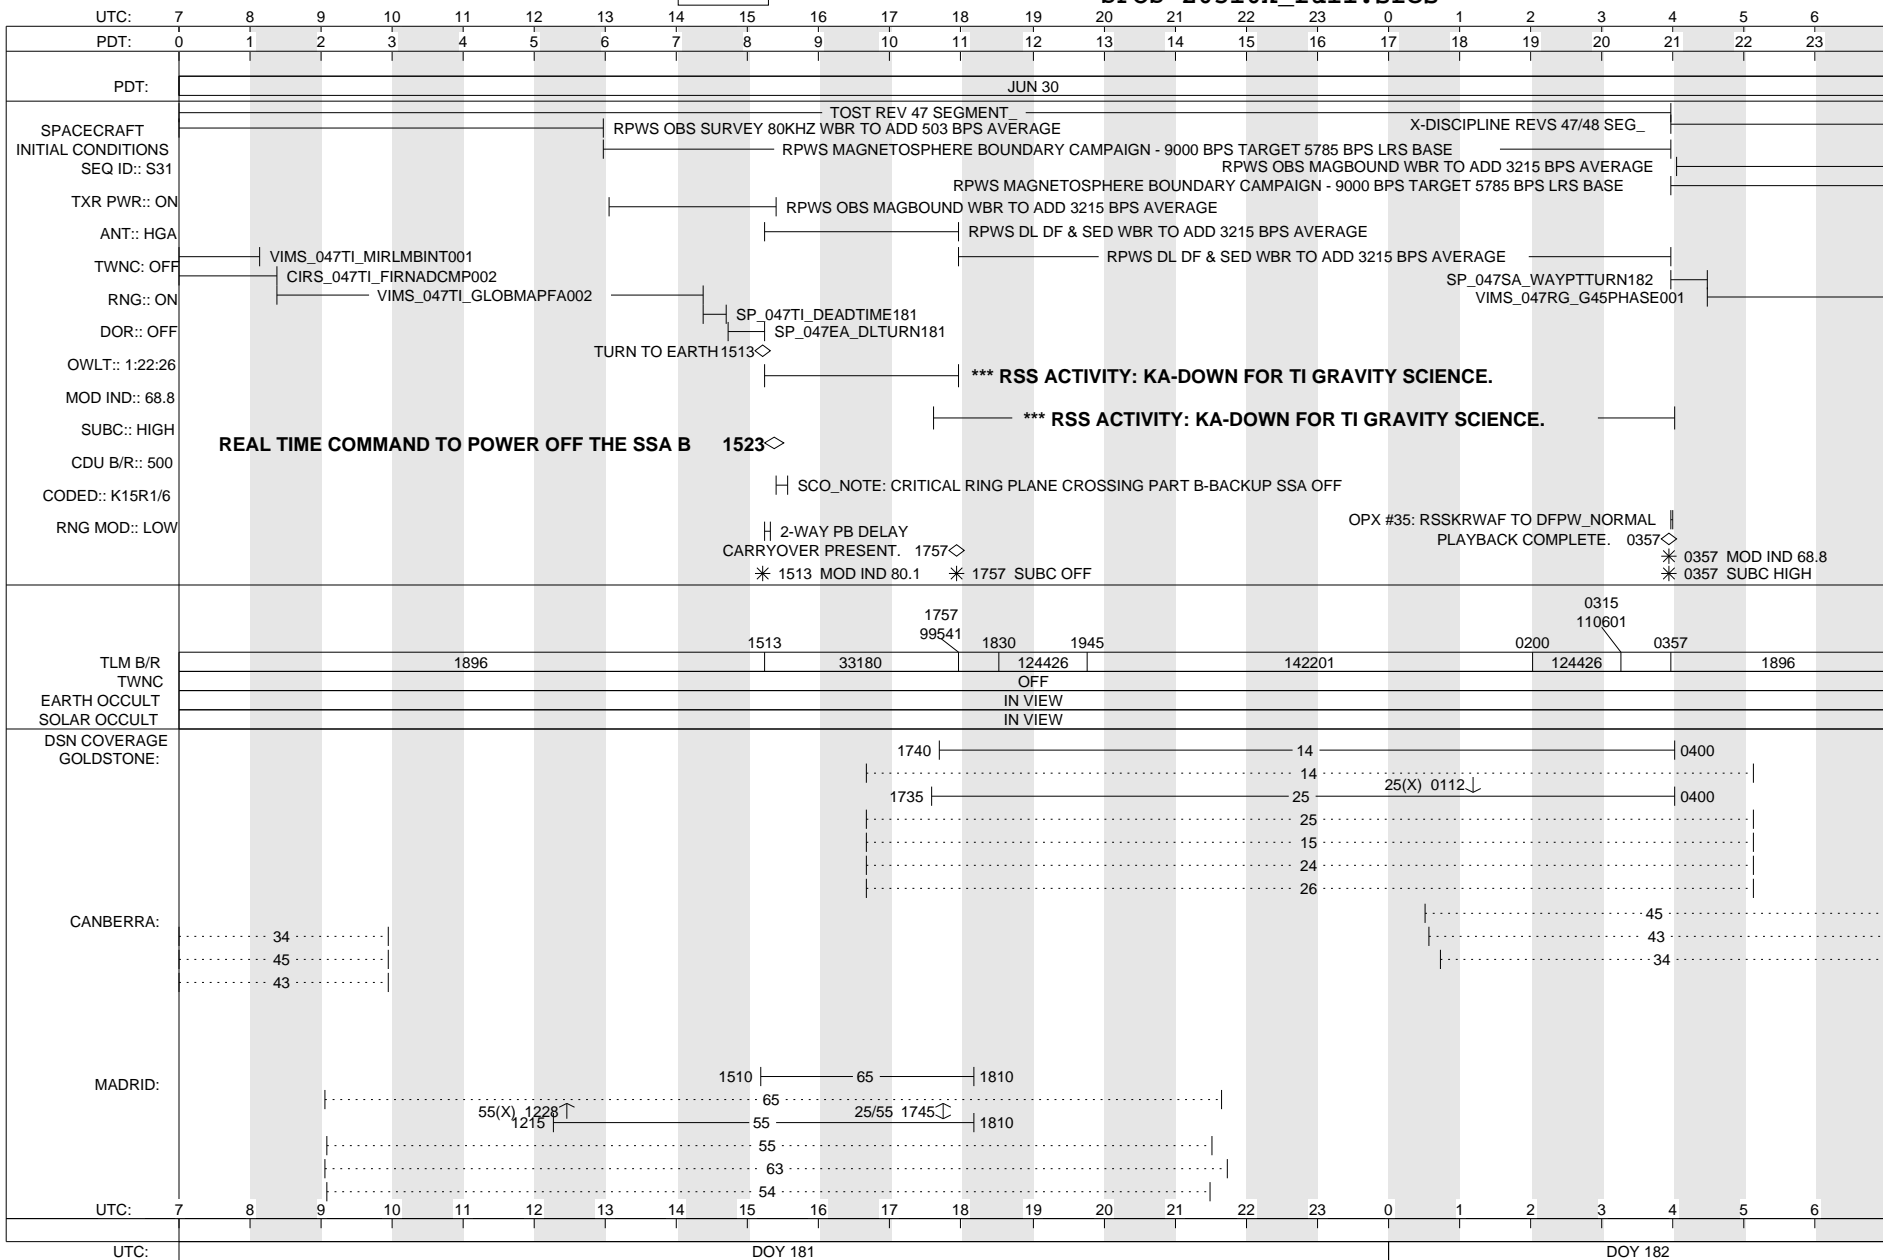 UTC: 7 8 9 10 11 12 13 14 15 16 17 18 19 20 21 22 23 0 1 2 3 4 5 6
PDT: 0 1 2 3 4 5 6 7 8 9 10 11 12 13 14 15 16 17 18 19 20 21 22 23
PDT: JUN 30
TOST REV 47 SEGMENT_
SPACECRAFT RPWS OBS SURVEY 80KHZ WBR TO ADD 503 BPS AVERAGE X-DISCIPLINE REVS 47/48 SEG_
INITIAL CONDITIONS RPWS MAGNETOSPHERE BOUNDARY CAMPAIGN - 9000 BPS TARGET 5785 BPS LRS BASE
SEQ ID:: S31 RPWS OBS MAGBOUND WBR TO ADD 3215 BPS AVERAGE
RPWS MAGNETOSPHERE BOUNDARY CAMPAIGN - 9000 BPS TARGET 5785 BPS LRS BASE
TXR PWR:: ON RPWS OBS MAGBOUND WBR TO ADD 3215 BPS AVERAGE
ANT:: HGA RPWS DL DF & SED WBR TO ADD 3215 BPS AVERAGE
TWNC: OFF VIMS_047TI_MIRLMBINT001 RPWS DL DF & SED WBR TO ADD 3215 BPS AVERAGE
CIRS_047TI_FIRNADCMP002 SP_047SA_WAYPTTURN182
RNG:: ON VIMS_047TI_GLOBMAPFA002 VIMS_047RG_G45PHASE001
SP_047TI_DEADTIME181
DOR:: OFF SP_047EA_DLTURN181
TURN TO EARTH 1513
OWLT:: 1:22:26
*** RSS ACTIVITY: KA-DOWN FOR TI GRAVITY SCIENCE.
MOD IND:: 68.8
*** RSS ACTIVITY: KA-DOWN FOR TI GRAVITY SCIENCE.
SUBC:: HIGH
REAL TIME COMMAND TO POWER OFF THE SSA B 1523
CDU B/R:: 500
SCO_NOTE: CRITICAL RING PLANE CROSSING PART B-BACKUP SSA OFF
CODED:: K15R1/6
RNG MOD:: LOW 2-WAY PB DELAY OPX #35: RSSKRWAF TO DFPW_NORMAL
CARRYOVER PRESENT. 1757 PLAYBACK COMPLETE. 0357
0357 MOD IND 68.8
1513 MOD IND 80.1 1757 SUBC OFF 0357 SUBC HIGH
1757 0315
99541 110601
1513 1830 1945 0200 0357
TLM B/R 1896 33180 124426 142201 124426 1896
TWNC OFF
EARTH OCCULT IN VIEW
SOLAR OCCULT IN VIEW
DSN COVERAGE
GOLDSTONE: 1740 14 0400
14
25(X) 0112
1735 25 0400
25
15
24
26
CANBERRA: 45
34 43
45 34
43
MADRID: 1510 65 1810
65
55(X) 1228 25/55 1745
1215 55 1810
55
63
54
UTC: 7 8 9 10 11 12 13 14 15 16 17 18 19 20 21 22 23 0 1 2 3 4 5 6
UTC: DOY 181 DOY 182